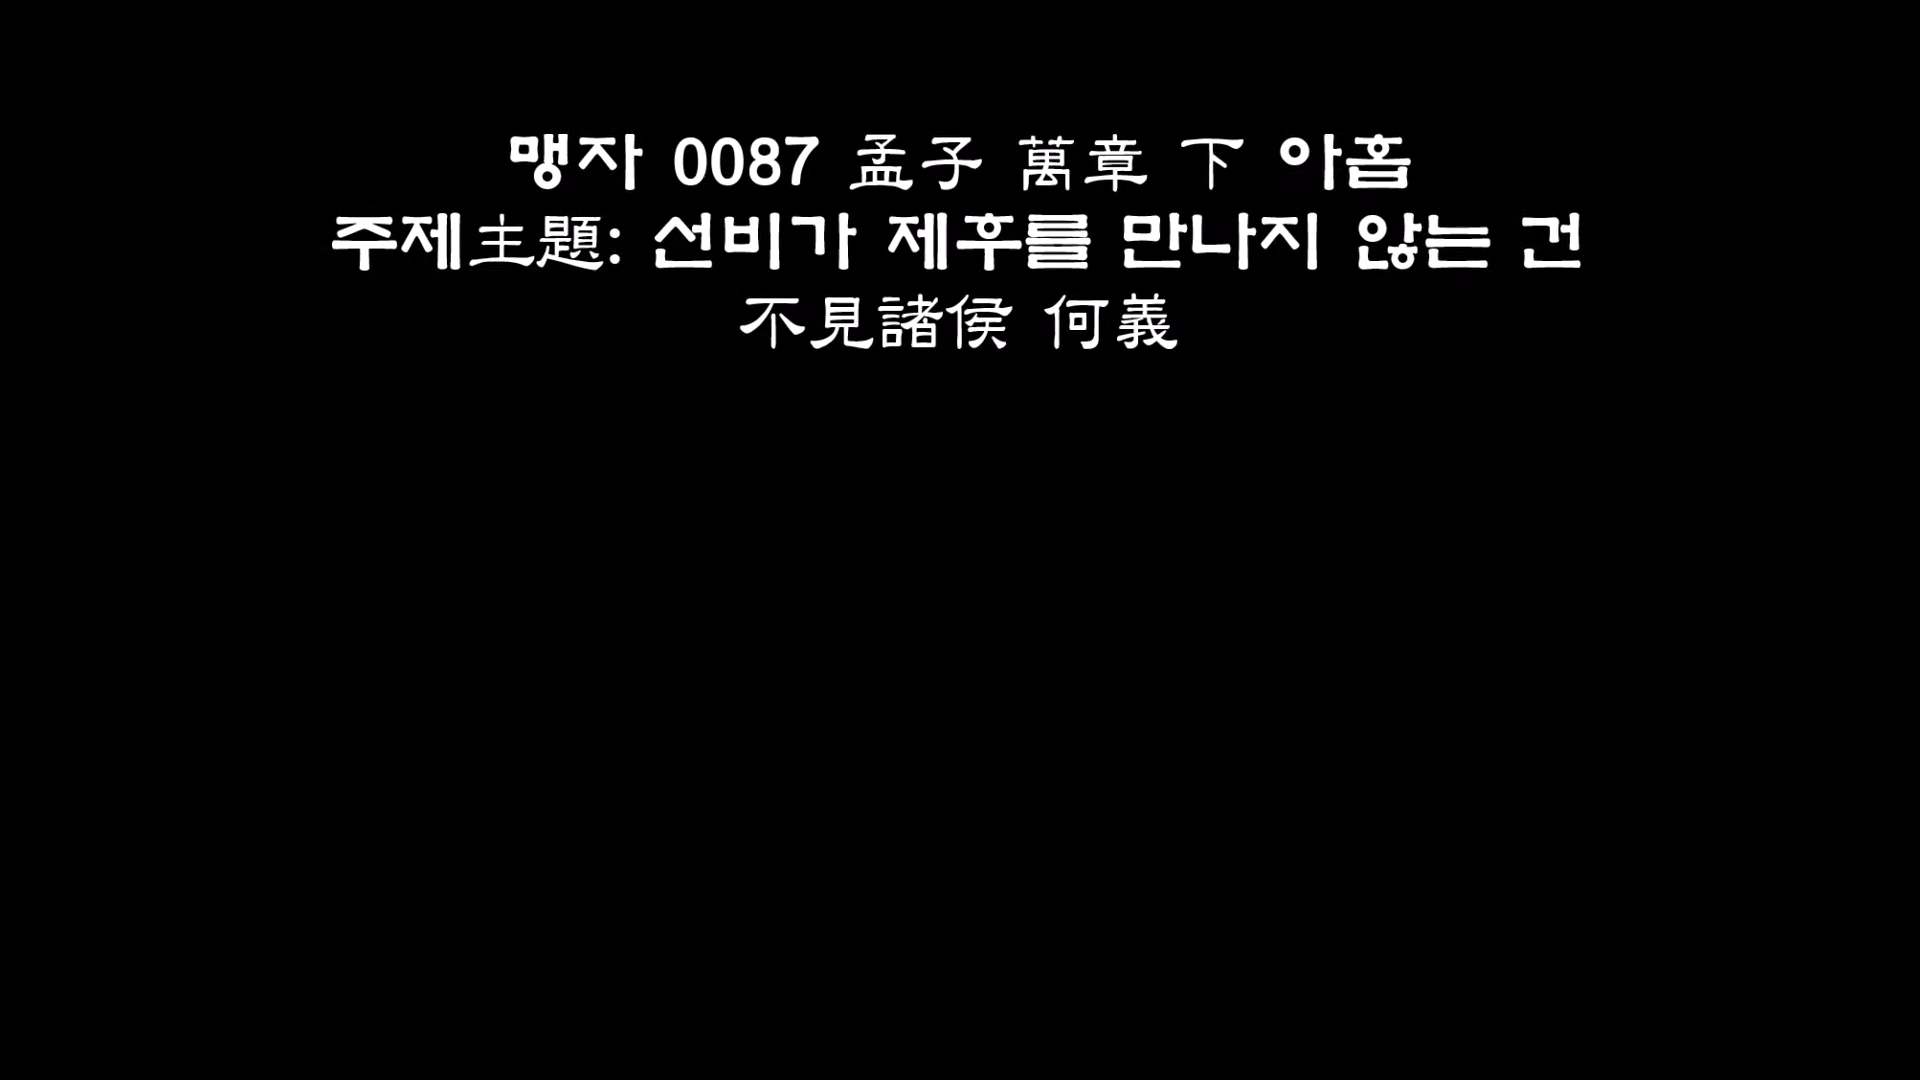 맹자 0087 孟子 萬章 下 아홉
주제主題: 선비가 제후를 만나지 않는 건
不見諸侯 何義